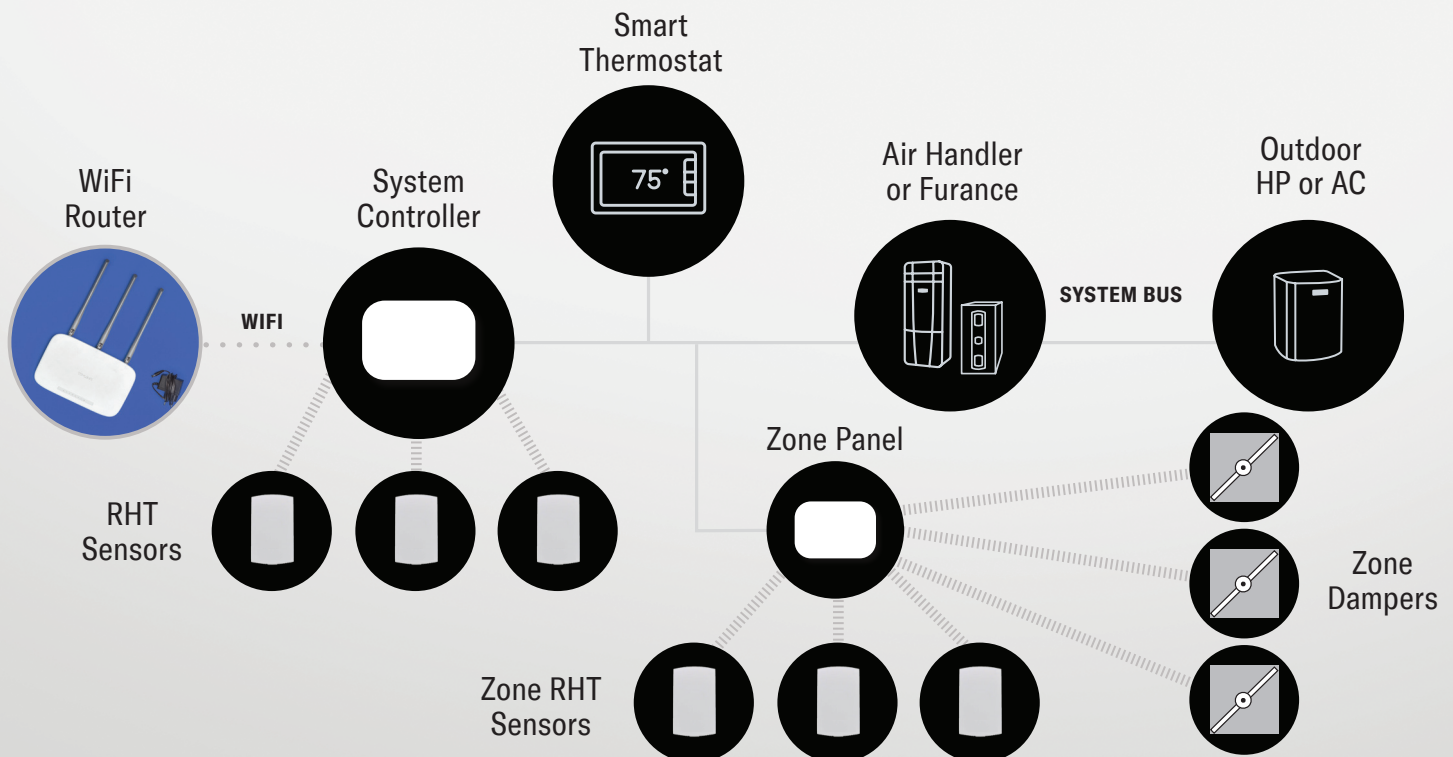 Smart
Thermostat
WiFi
Router
System
Controller
Air Handler
or Furance
Outdoor
HP or AC
75°
WIFI
SYSTEM BUS
Zone Panel
RHT
Sensors
Zone
Dampers
Zone RHT
Sensors